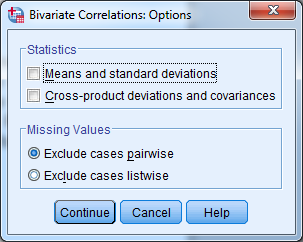 Bivariate Correlations: Options
Statistics
Means and standard deviations
Cross-product deviations and covariances
Missing Values
Exclude cases pairwise
Exclude cases listwise
Continue Cancel Help